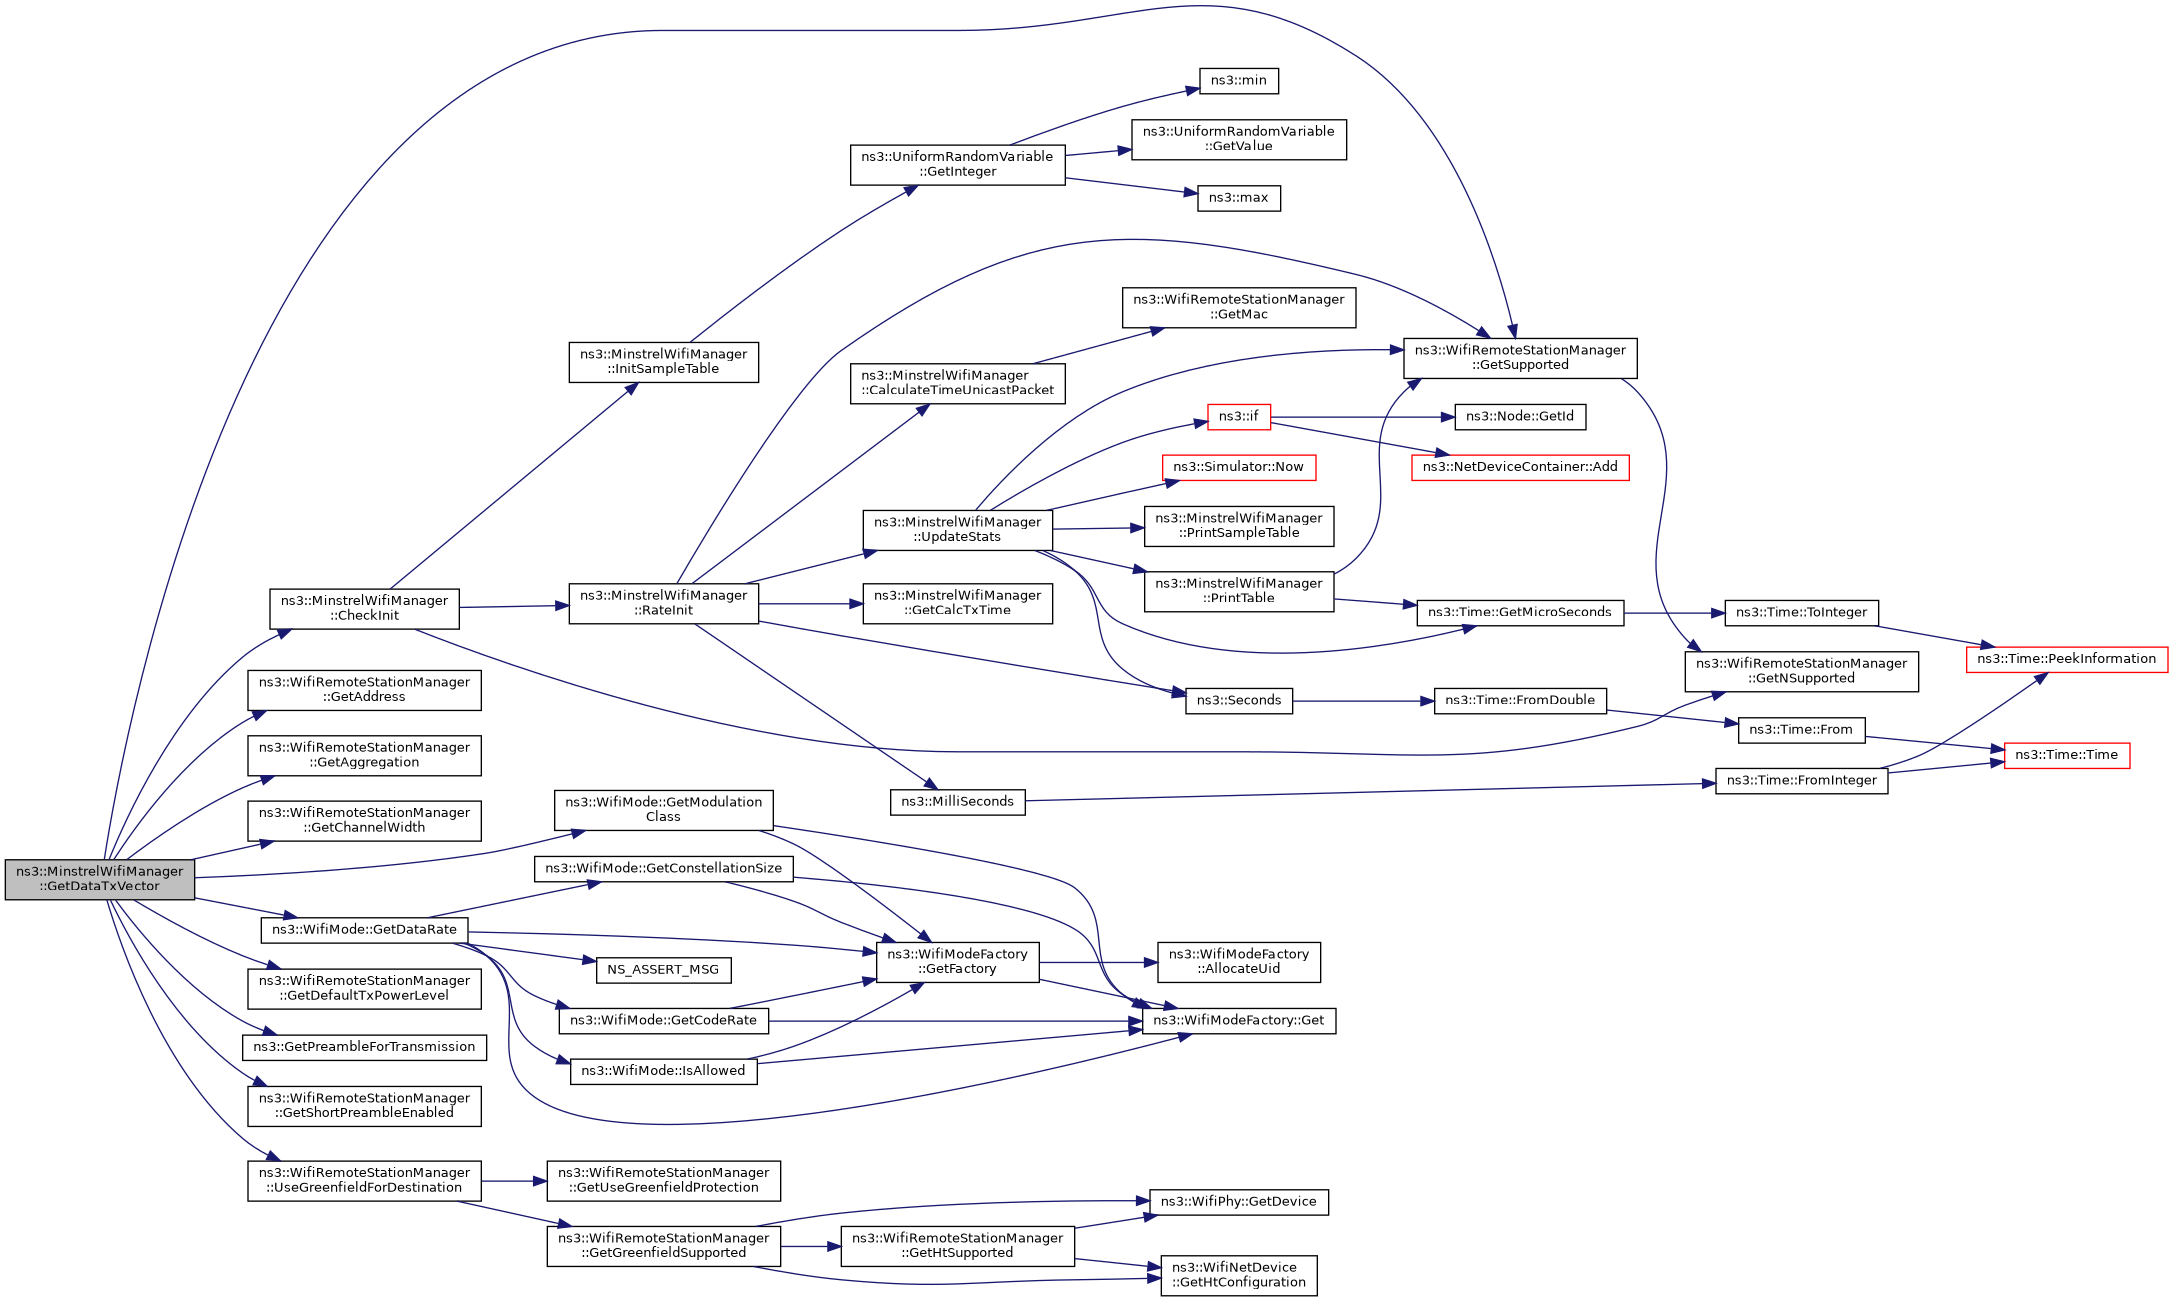 ns3::min
ns3::UniformRandomVariable
::GetValue
ns3::UniformRandomVariable
::GetInteger
ns3::max
ns3::WifiRemoteStationManager
::GetMac
ns3::MinstrelWifiManager
::InitSampleTable
ns3::WifiRemoteStationManager
::GetSupported
ns3::MinstrelWifiManager
::CalculateTimeUnicastPacket
ns3::if
ns3::Node::GetId
ns3::Simulator::Now
ns3::NetDeviceContainer::Add
ns3::MinstrelWifiManager
::UpdateStats
ns3::MinstrelWifiManager
::PrintSampleTable
ns3::MinstrelWifiManager
::PrintTable
ns3::MinstrelWifiManager
::CheckInit
ns3::MinstrelWifiManager
::RateInit
ns3::MinstrelWifiManager
::GetCalcTxTime
ns3::Time::GetMicroSeconds
ns3::Time::ToInteger
ns3::Time::PeekInformation
ns3::WifiRemoteStationManager
::GetNSupported
ns3::WifiRemoteStationManager
::GetAddress
ns3::Seconds
ns3::Time::FromDouble
ns3::Time::From
ns3::Time::Time
ns3::WifiRemoteStationManager
::GetAggregation
ns3::MilliSeconds
ns3::Time::FromInteger
ns3::WifiMode::GetModulation
Class
ns3::WifiRemoteStationManager
::GetChannelWidth
ns3::MinstrelWifiManager
::GetDataTxVector
ns3::WifiMode::GetConstellationSize
ns3::WifiMode::GetDataRate
ns3::WifiModeFactory
::GetFactory
ns3::WifiModeFactory
::AllocateUid
NS_ASSERT_MSG
ns3::WifiRemoteStationManager
::GetDefaultTxPowerLevel
ns3::WifiMode::GetCodeRate
ns3::WifiModeFactory::Get
ns3::GetPreambleForTransmission
ns3::WifiMode::IsAllowed
ns3::WifiRemoteStationManager
::GetShortPreambleEnabled
ns3::WifiRemoteStationManager
::UseGreenfieldForDestination
ns3::WifiRemoteStationManager
::GetUseGreenfieldProtection
ns3::WifiPhy::GetDevice
ns3::WifiRemoteStationManager
::GetGreenfieldSupported
ns3::WifiRemoteStationManager
::GetHtSupported
ns3::WifiNetDevice
::GetHtConfiguration